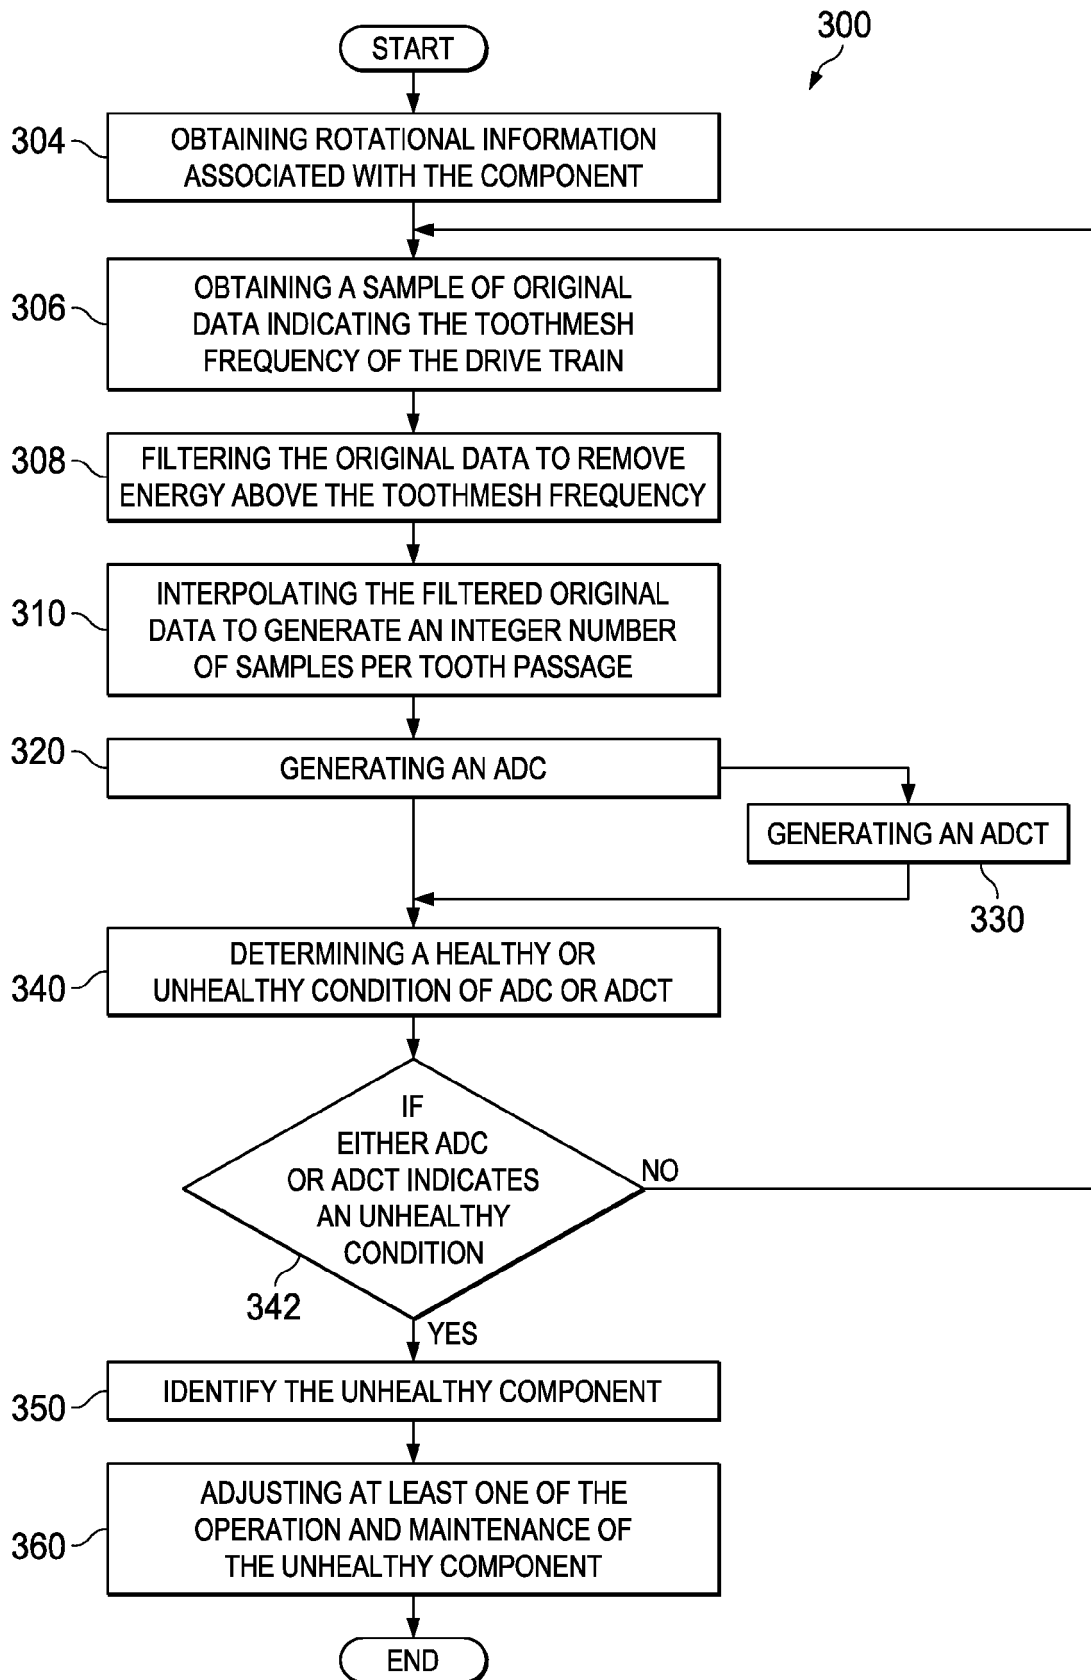 START
300
304
OBTAINING ROTATIONAL INFORMATION
ASSOCIATED WITH THE COMPONENT
306
OBTAINING A SAMPLE OF ORIGINAL
DATA INDICATING THE TOOTHMESH
FREQUENCY OF THE DRIVE TRAIN
308
FILTERING THE ORIGINAL DATA TO REMOVE
ENERGY ABOVE THE TOOTHMESH FREQUENCY
310
INTERPOLATING THE FILTERED ORIGINAL
DATA TO GENERATE AN INTEGER NUMBER
OF SAMPLES PER TOOTH PASSAGE
320
GENERATING AN ADC
GENERATING AN ADCT
330
340
DETERMINING A HEALTHY OR
UNHEALTHY CONDITION OF ADC OR ADCT
IF
EITHER ADC
OR ADCT INDICATES
AN UNHEALTHY
CONDITION
NO
342
YES
350
IDENTIFY THE UNHEALTHY COMPONENT
360
ADJUSTING AT LEAST ONE OF THE
OPERATION AND MAINTENANCE OF
THE UNHEALTHY COMPONENT
END